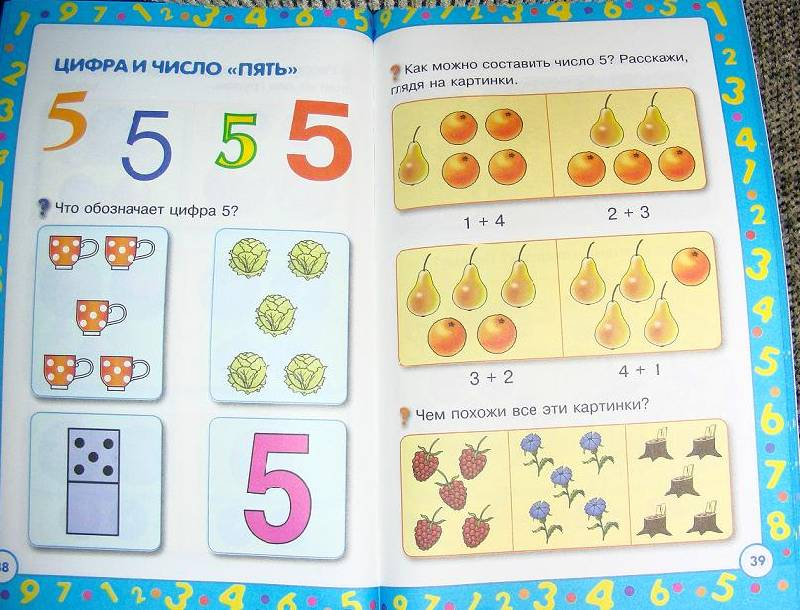 ЦИФРА И ЧИСЛО «ПЯТЬ»
5 5 5 5
? Что обозначает цифра 5?
5
? Как можно составить число 5? Расскажи,
глядя на картинки.
1 + 4
2 + 3
3 + 2
4 + 1
? Чем похожи все эти картинки?
39